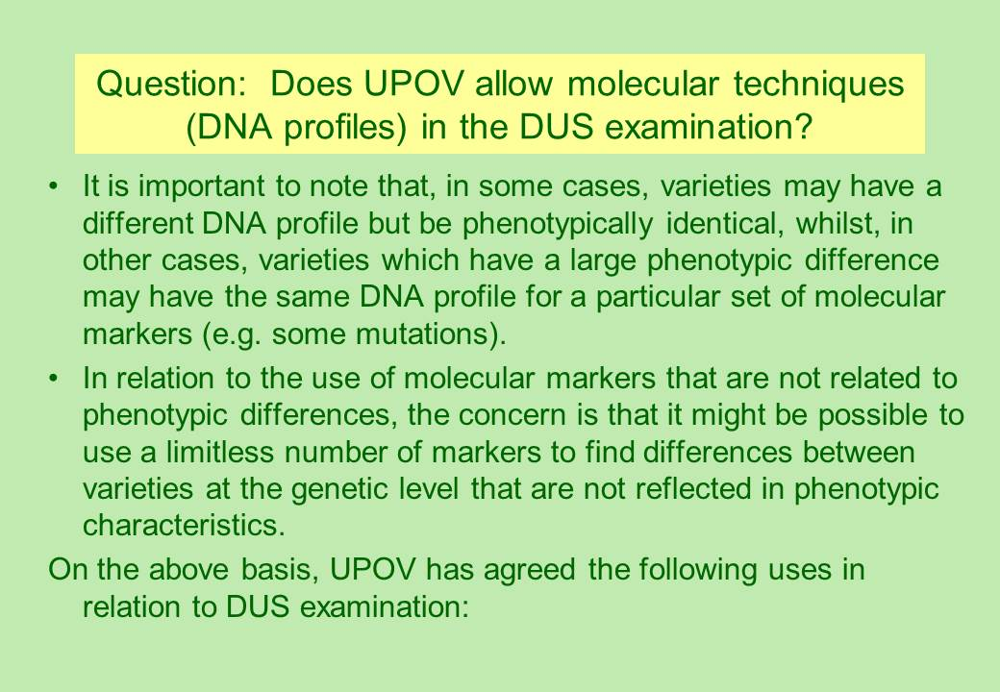 Question: Does UPOV allow molecular techniques
(DNA profiles) in the DUS examination?
• It is important to note that, in some cases, varieties may have a
different DNA profile but be phenotypically identical, whilst, in
other cases, varieties which have a large phenotypic difference
may have the same DNA profile for a particular set of molecular
markers (e.g. some mutations).
• In relation to the use of molecular markers that are not related to
phenotypic differences, the concern is that it might be possible to
use a limitless number of markers to find differences between
varieties at the genetic level that are not reflected in phenotypic
characteristics.
On the above basis, UPOV has agreed the following uses in
relation to DUS examination: